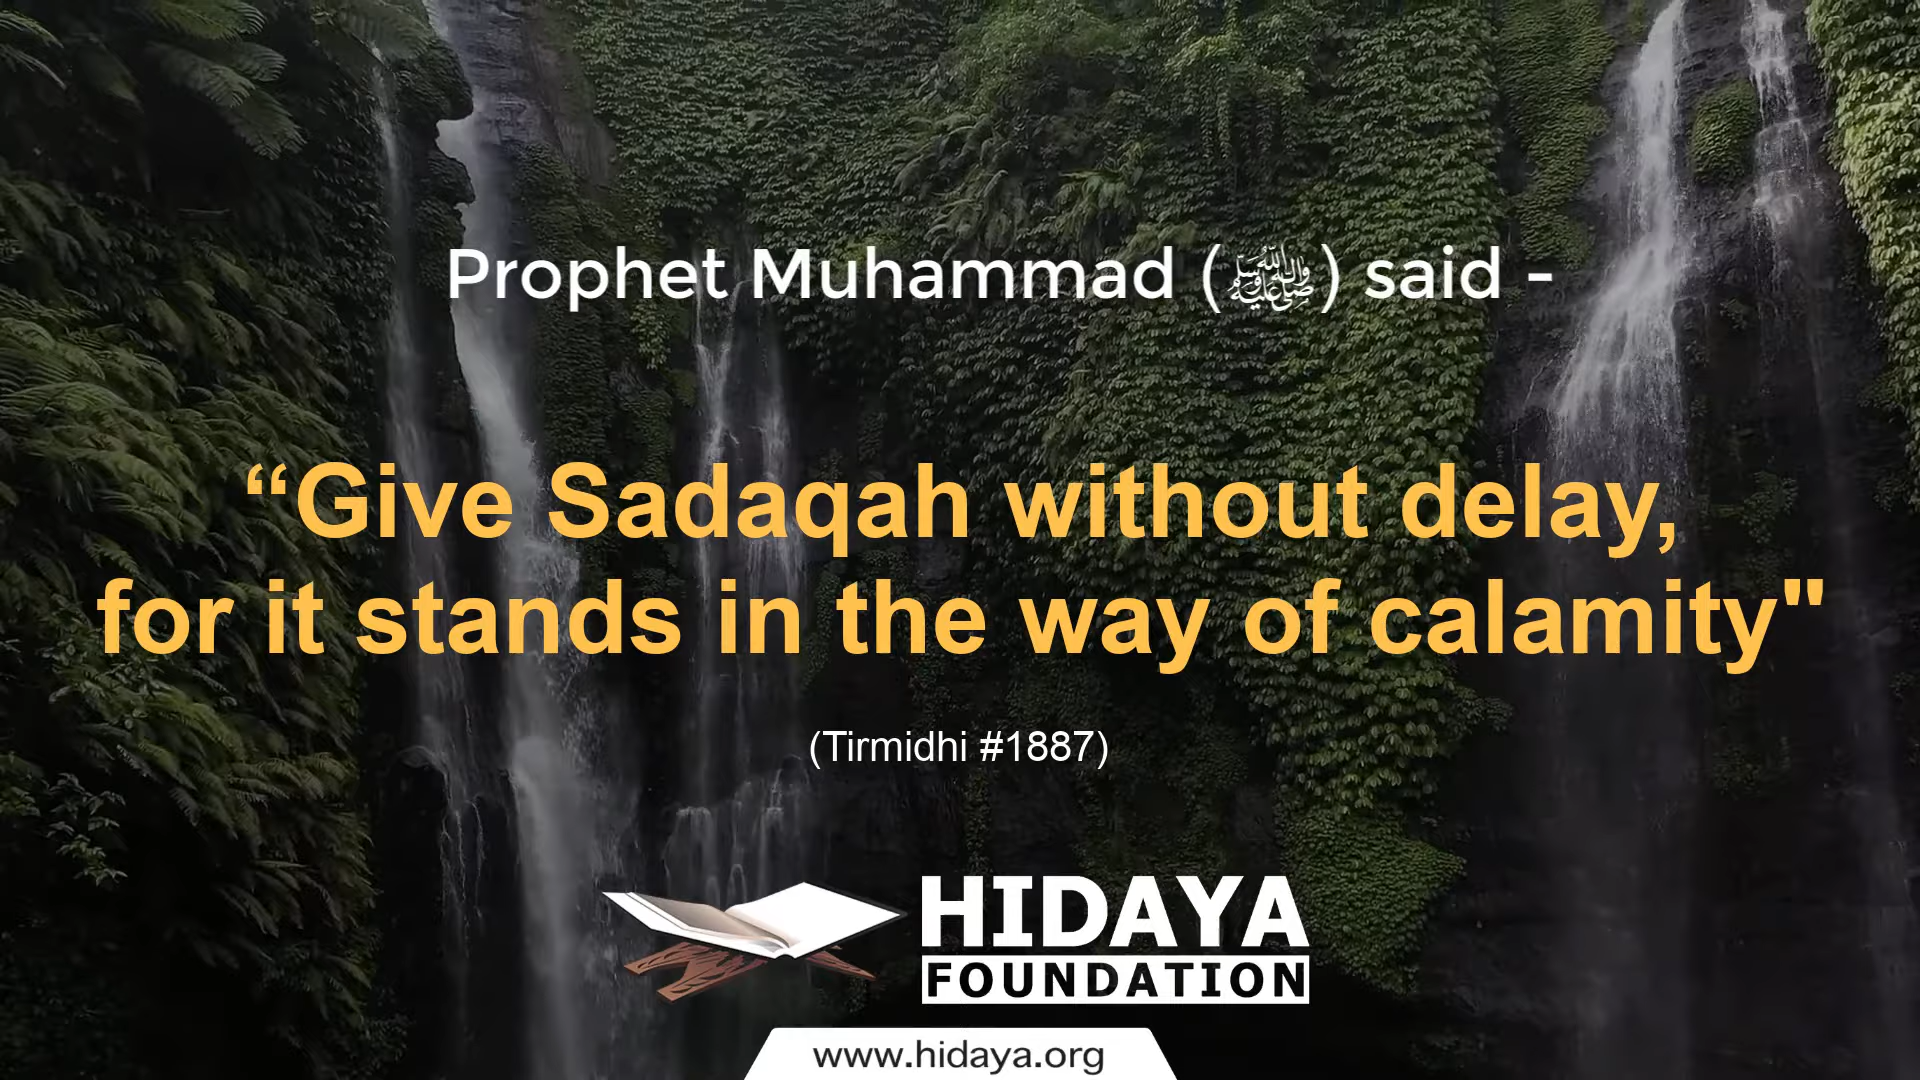 Prophet Muhammad (ﷺ) said -
“Give Sadaqah without delay,
for it stands in the way of calamity"
(Tirmidhi #1887)
HIDAYA
FOUNDATION
www.hidaya.org